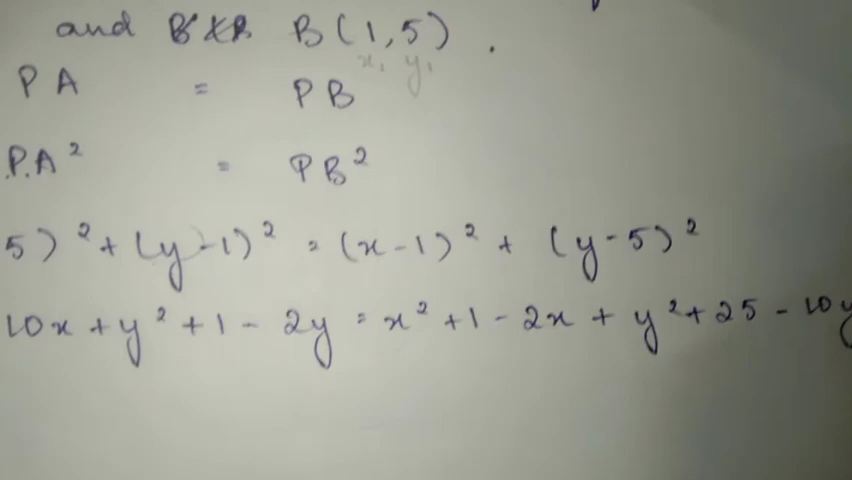 and B(1,5).
x₁ y₁
PA = PB
P.A² = PB²
5)² + (y-1)² = (x-1)² + (y-5)²
10x + y² + 1 - 2y = x² + 1 - 2x + y² + 25 - 10y